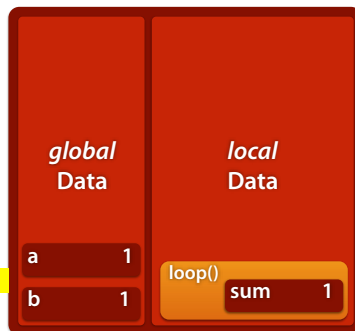 global
Data
local
Data
a 1
b 1
loop()
sum 1